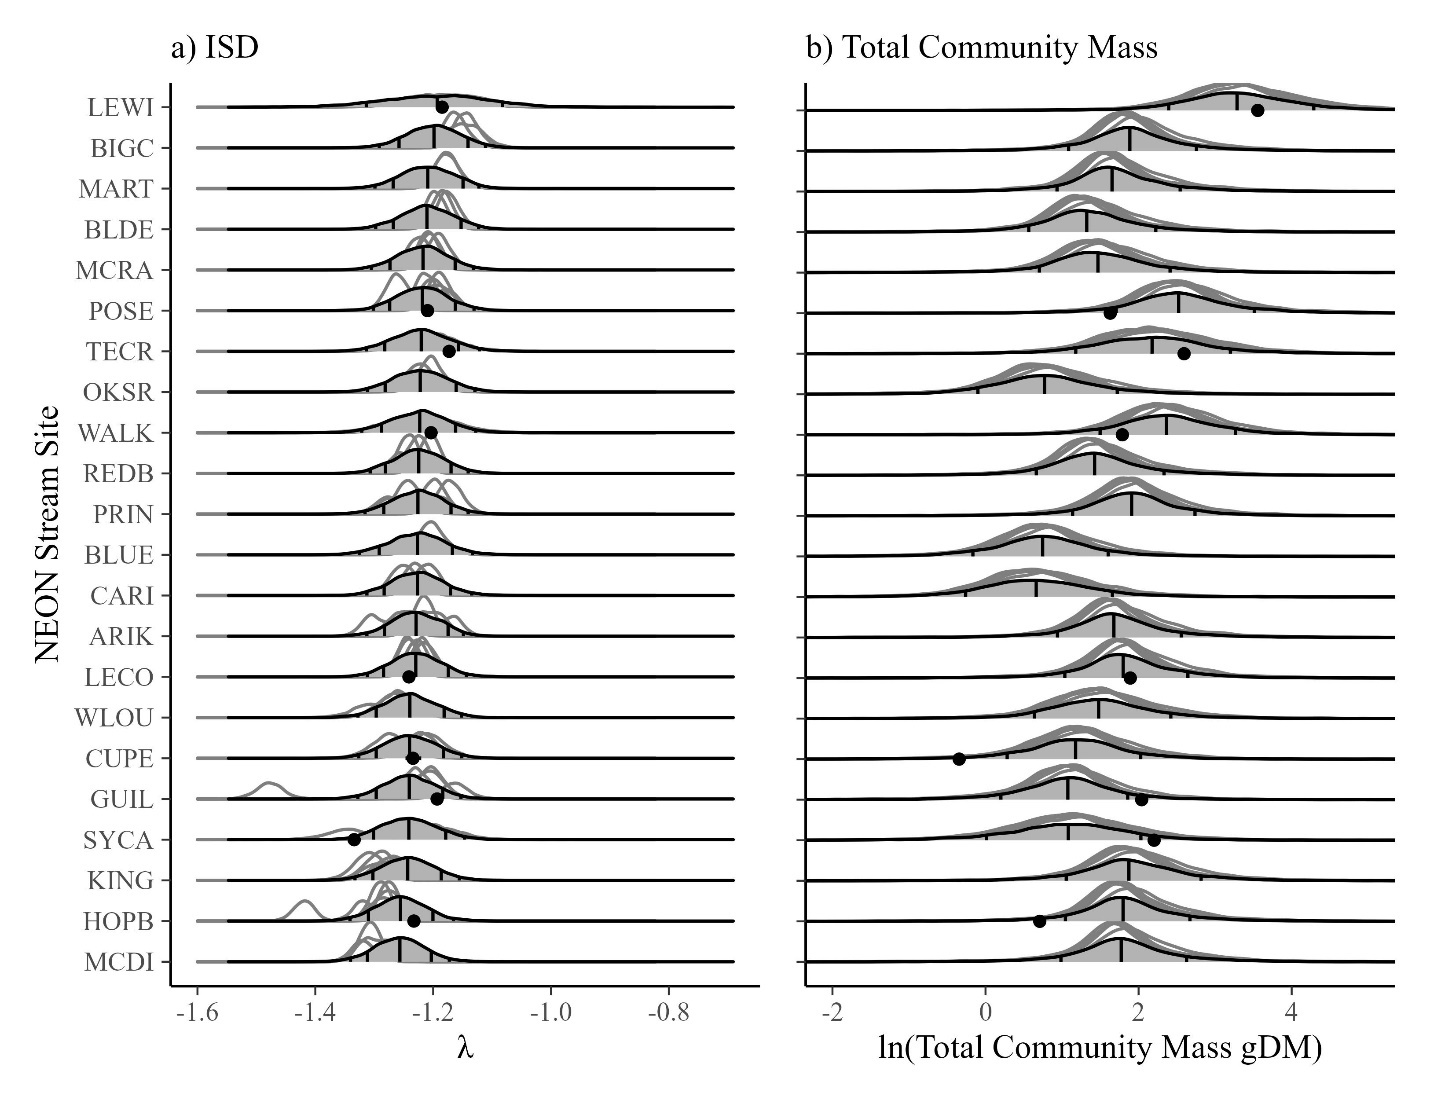 a) ISD
b) Total Community Mass
NEON Stream Site
LEWI
BIGC
MART
BLDE
MCRA
POSE
TECR
OKSR
WALK
REDB
PRIN
BLUE
CARI
ARIK
LECO
WLOU
CUPE
GUIL
SYCA
KING
HOPB
MCDI
-1.6 -1.4 -1.2 -1.0 -0.8
-2 0 2 4
λ
ln(Total Community Mass gDM)